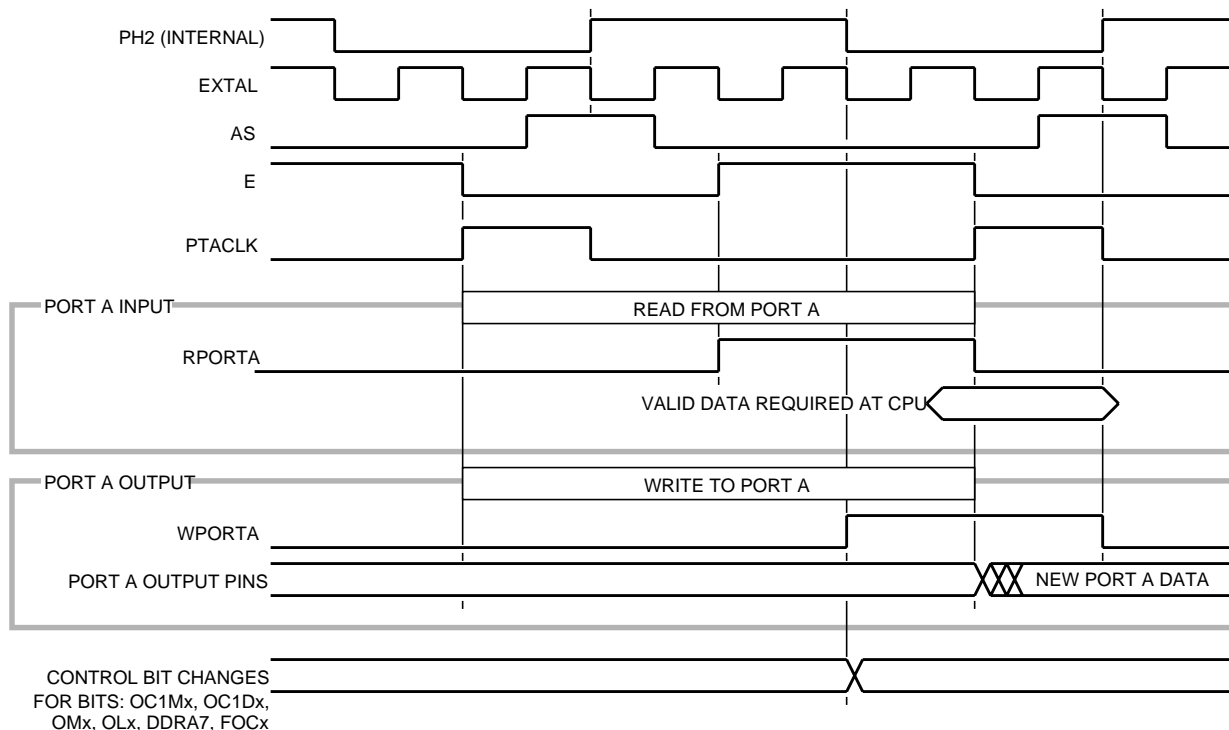 PH2 (INTERNAL)
EXTAL
AS
E
PTACLK
PORT A INPUT
READ FROM PORT A
RPORTA
VALID DATA REQUIRED AT CPU
PORT A OUTPUT
WRITE TO PORT A
WPORTA
PORT A OUTPUT PINS
NEW PORT A DATA
CONTROL BIT CHANGES
FOR BITS: OC1Mx, OC1Dx,
OMx, OLx, DDRA7, FOCx